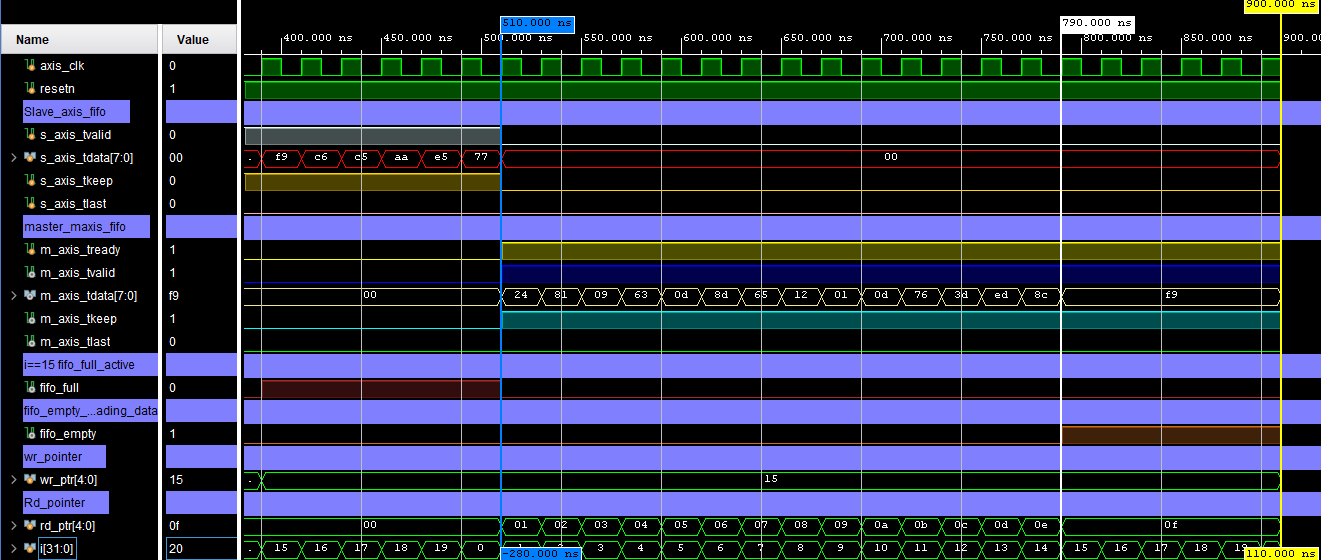 900.000 ns
510.000 ns
790.000 ns
400.000 ns 450.000 ns 500.000 ns 550.000 ns 600.000 ns 650.000 ns 700.000 ns 750.000 ns 800.000 ns 850.000 ns 900.00
Name Value
axis_clk 0
resetn 1
Slave_axis_fifo
s_axis_tvalid 0
s_axis_tdata[7:0] 00 . f9 c6 c5 aa e5 77 00
s_axis_tkeep 0
s_axis_tlast 0
master_maxis_fifo
m_axis_tready 1
m_axis_tvalid 1
m_axis_tdata[7:0] f9 00 24 81 09 63 0d 8d 65 12 01 0d 76 3d ed 8c f9
m_axis_tkeep 1
m_axis_tlast 0
i==15 fifo_full_active
fifo_full 0
fifo_empty_...ading_data
fifo_empty 1
wr_pointer
wr_ptr[4:0] 15 . 15
Rd_pointer
rd_ptr[4:0] 0f 00 01 02 03 04 05 06 07 08 09 0a 0b 0c 0d 0e 0f
i[31:0] 20 . 15 16 17 18 19 0 3 4 5 6 7 8 9 10 11 12 13 14 15 16 17 18
-280.000 ns
110.000 ns